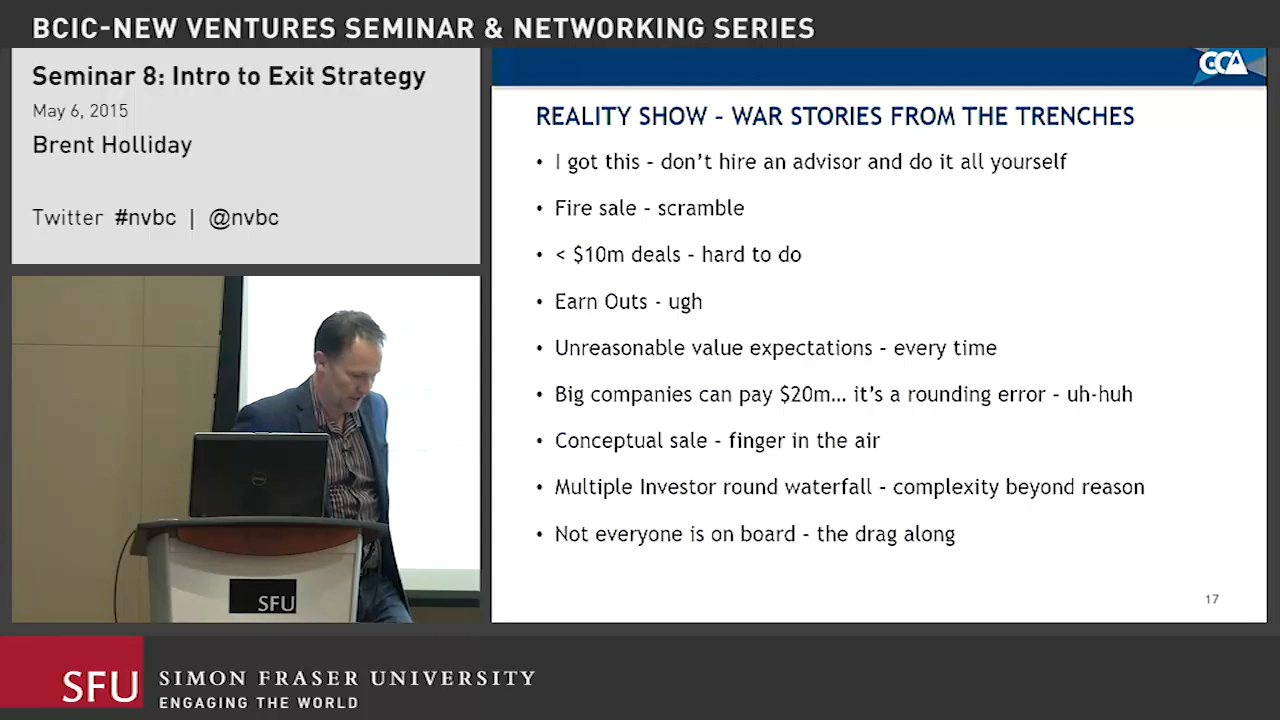 BCIC-NEW VENTURES SEMINAR & NETWORKING SERIES
Seminar 8: Intro to Exit Strategy
May 6, 2015
Brent Holliday
Twitter #nvbc | @nvbc
GCA
REALITY SHOW – WAR STORIES FROM THE TRENCHES
• I got this – don't hire an advisor and do it all yourself
• Fire sale – scramble
• < $10m deals – hard to do
• Earn Outs - ugh
• Unreasonable value expectations – every time
• Big companies can pay $20m… it's a rounding error – uh-huh
• Conceptual sale – finger in the air
• Multiple Investor round waterfall – complexity beyond reason
• Not everyone is on board – the drag along
17
SFU
SFU
SIMON FRASER UNIVERSITY
ENGAGING THE WORLD